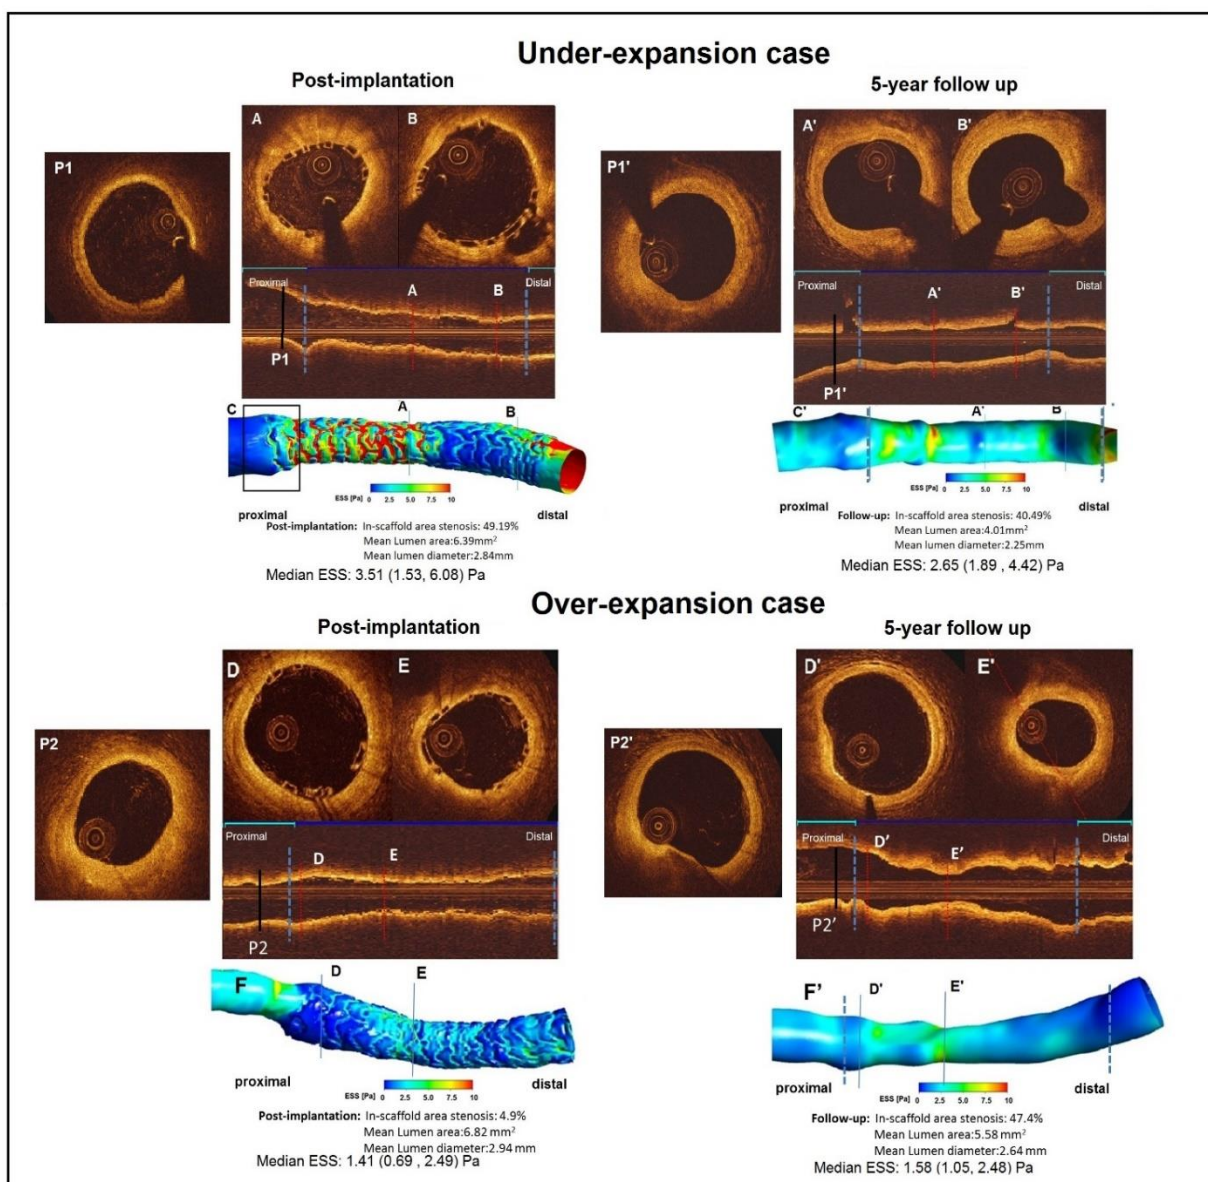 Under-expansion case
Post-implantation
5-year follow up
P1
A
B
Proximal
Distal
A
B
P1
P1'
A'
B'
Proximal
Distal
A'
B'
P1'
C
A
B
ESS [Pa] 0 2.5 5.0 7.5 10
proximal
distal
Post-implantation: In-scaffold area stenosis: 49.19%
Mean Lumen area:6.39mm2
Mean lumen diameter:2.84mm
Median ESS: 3.51 (1.53, 6.08) Pa
C'
A'
B
ESS [Pa] 0 2.5 5.0 7.5 10
proximal
distal
Follow-up: In-scaffold area stenosis: 40.49%
Mean Lumen area:4.01mm2
Mean lumen diameter:2.25mm
Median ESS: 2.65 (1.89 , 4.42) Pa
Over-expansion case
Post-implantation
5-year follow up
P2
D
E
Proximal
Distal
D
E
P2
P2'
D'
E'
Proximal
Distal
D'
E'
P2'
F
D
E
proximal
distal
ESS [Pa] 0 2.5 5.0 7.5 10
Post-implantation: In-scaffold area stenosis: 4.9%
Mean Lumen area:6.82 mm2
Mean Lumen diameter:2.94 mm
Median ESS: 1.41 (0.69 , 2.49) Pa
F'
D'
E'
proximal
distal
ESS [Pa] 0 2.5 5.0 7.5 10
Follow-up: In-scaffold area stenosis: 47.4%
Mean Lumen area:5.58 mm2
Mean Lumen diameter:2.64 mm
Median ESS: 1.58 (1.05, 2.48) Pa